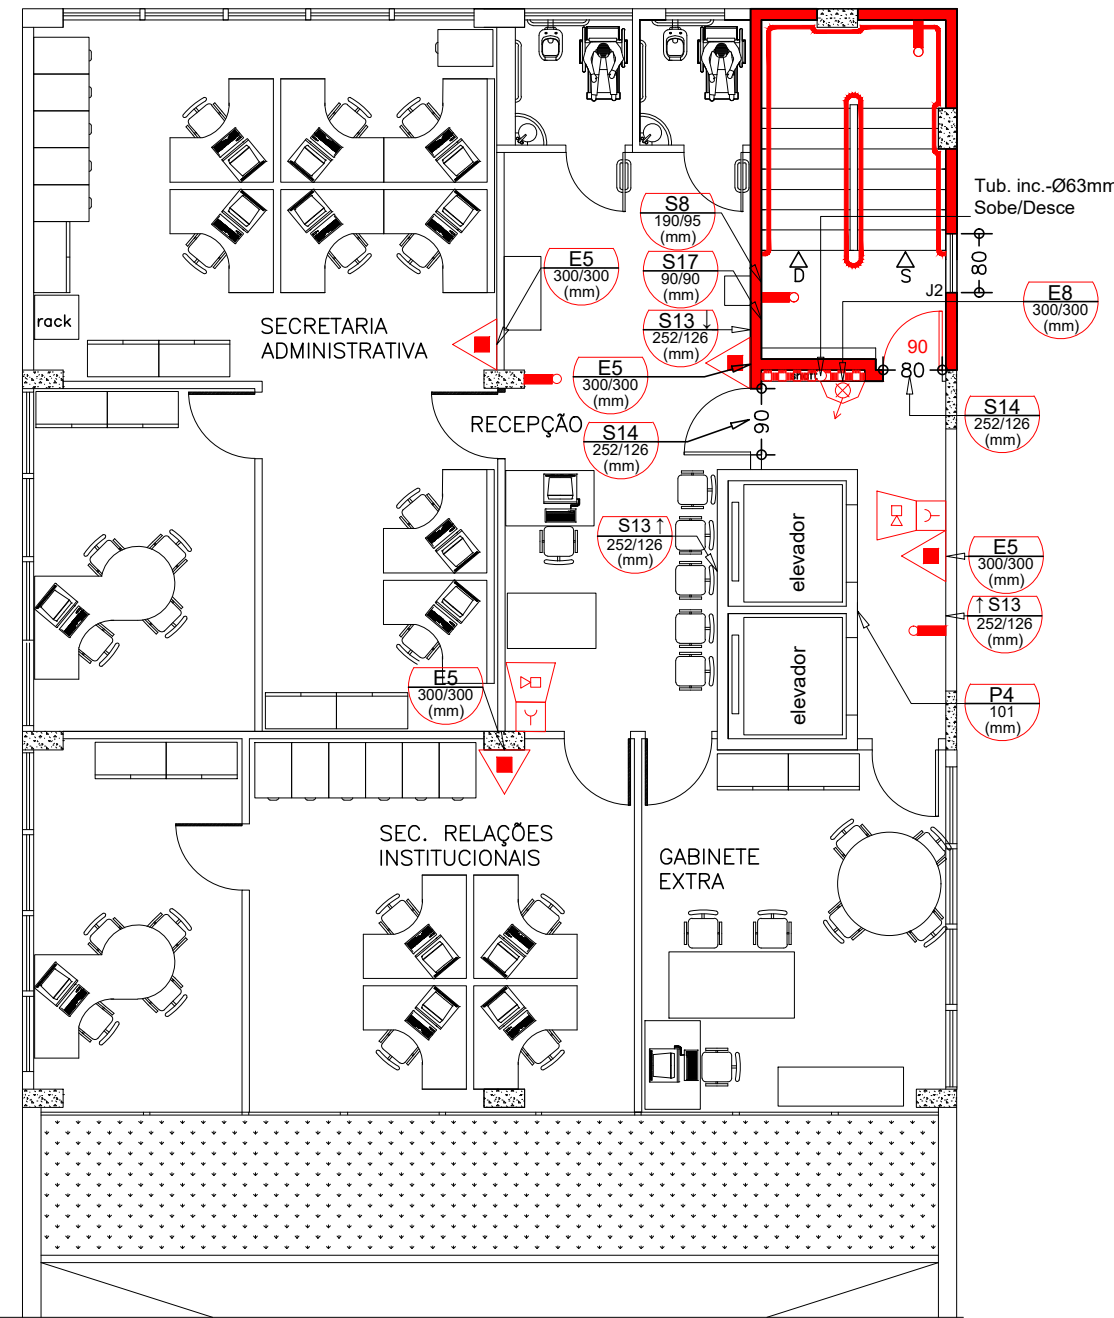 Tub. inc.-Ø63mm
Sobe/Desce
S8
190/95
(mm)
E5
300/300
(mm)
S17
90/90
(mm)
D
S
80
J2
E8
300/300
(mm)
rack
SECRETARIA
ADMINISTRATIVA
S13 ↓
252/126
(mm)
90
80
E5
300/300
(mm)
RECEPÇÃO
S14
252/126
(mm)
90
S14
252/126
(mm)
S13 ↑
252/126
(mm)
elevador
E5
300/300
(mm)
↑ S13
252/126
(mm)
elevador
E5
300/300
(mm)
P4
101
(mm)
SEC. RELAÇÕES
INSTITUCIONAIS
GABINETE
EXTRA